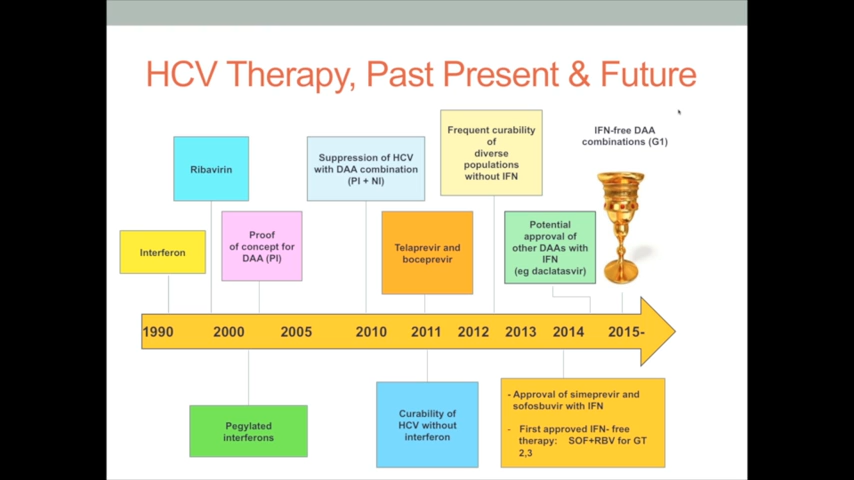 HCV Therapy, Past Present & Future
Ribavirin
Suppression of HCV
with DAA combination
(PI + NI)
Frequent curability
of
diverse
populations
without IFN
IFN-free DAA
combinations (G1)
Interferon
Proof
of concept for
DAA (PI)
Telaprevir and
boceprevir
Potential
approval of
other DAAs with
IFN
(eg daclatasvir)
1990 2000 2005 2010 2011 2012 2013 2014 2015-
Pegylated
interferons
Curability of
HCV without
interferon
- Approval of simeprevir and
sofosbuvir with IFN
- First approved IFN- free
therapy: SOF+RBV for GT
2,3